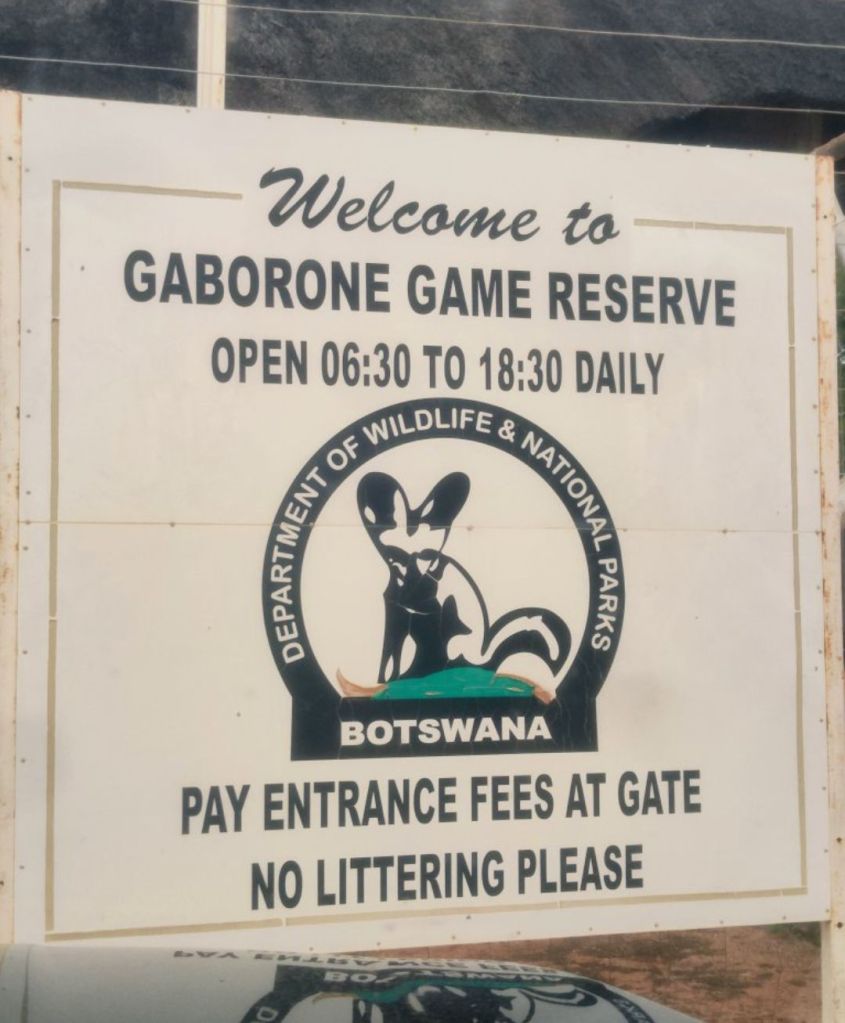 Welcome to
GABORONE GAME RESERVE
OPEN 06:30 TO 18:30 DAILY
DEPARTMENT OF WILDLIFE & NATIONAL PARKS
BOTSWANA
PAY ENTRANCE FEES AT GATE
NO LITTERING PLEASE